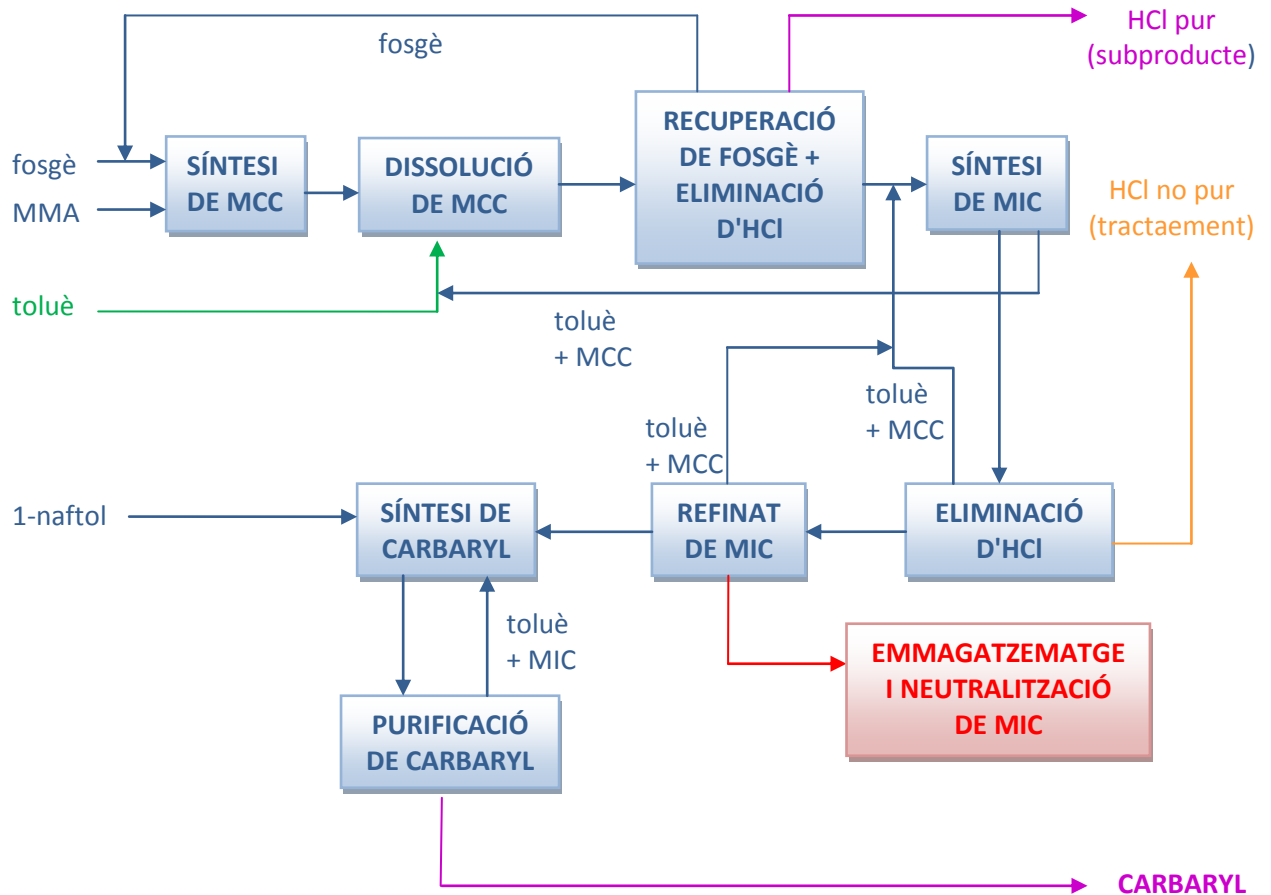 HCl pur
(subproducte)
fosgè
RECUPERACIÓ
DE FOSGÈ +
ELIMINACIÓ
D'HCl
fosgè
MMA
SÍNTESI
DE MCC
DISSOLUCIÓ
DE MCC
SÍNTESI
DE MIC
HCl no pur
(tractaement)
toluè
toluè
+ MCC
toluè
+ MCC
toluè
+ MCC
1-naftol
SÍNTESI DE
CARBARYL
REFINAT
DE MIC
ELIMINACIÓ
D'HCl
toluè
+ MIC
EMMAGATZEMATGE
I NEUTRALITZACIÓ
DE MIC
PURIFICACIÓ
DE CARBARYL
CARBARYL